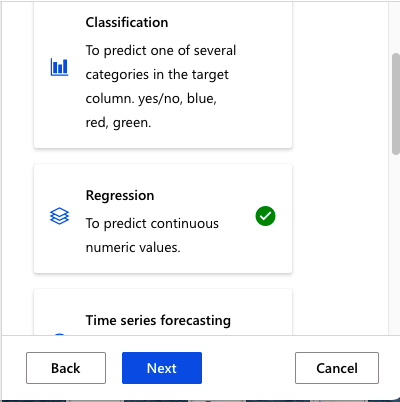 Classification
To predict one of several
categories in the target
column. yes/no, blue,
red, green.
Regression
To predict continuous
numeric values.
Time series forecasting
Back
Next
Cancel